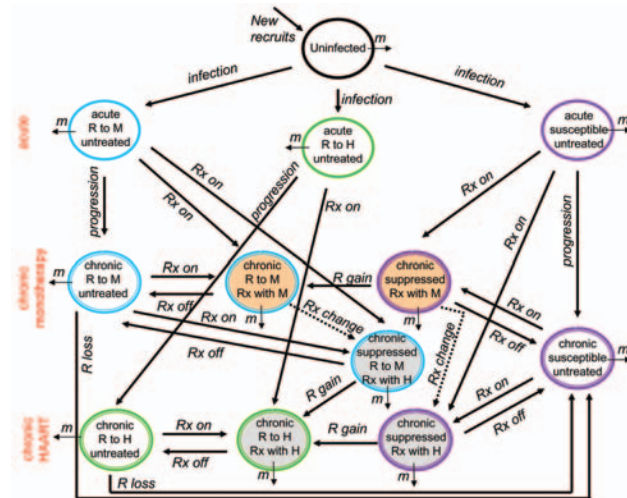 New
recruits
Uninfected
m
infection
infection
infection
acute
acute
R to M
untreated
m
acute
R to H
untreated
m
acute
susceptible
untreated
m
progression
Rx on
Rx on
progression
Rx on
Rx on
Rx on
progression
chronic
monotherapy
chronic
R to M
untreated
m
Rx on
Rx off
chronic
R to M
Rx with M
m
R gain
chronic
suppressed
Rx with M
m
Rx on
Rx off
Rx change
Rx on
Rx off
chronic
suppressed
R to M
Rx with H
m
Rx change
chronic
susceptible
untreated
m
R loss
R gain
Rx on
Rx off
chronic
HAART
chronic
R to H
untreated
m
Rx on
Rx off
chronic
R to H
Rx with H
m
R gain
chronic
suppressed
Rx with H
m
R loss